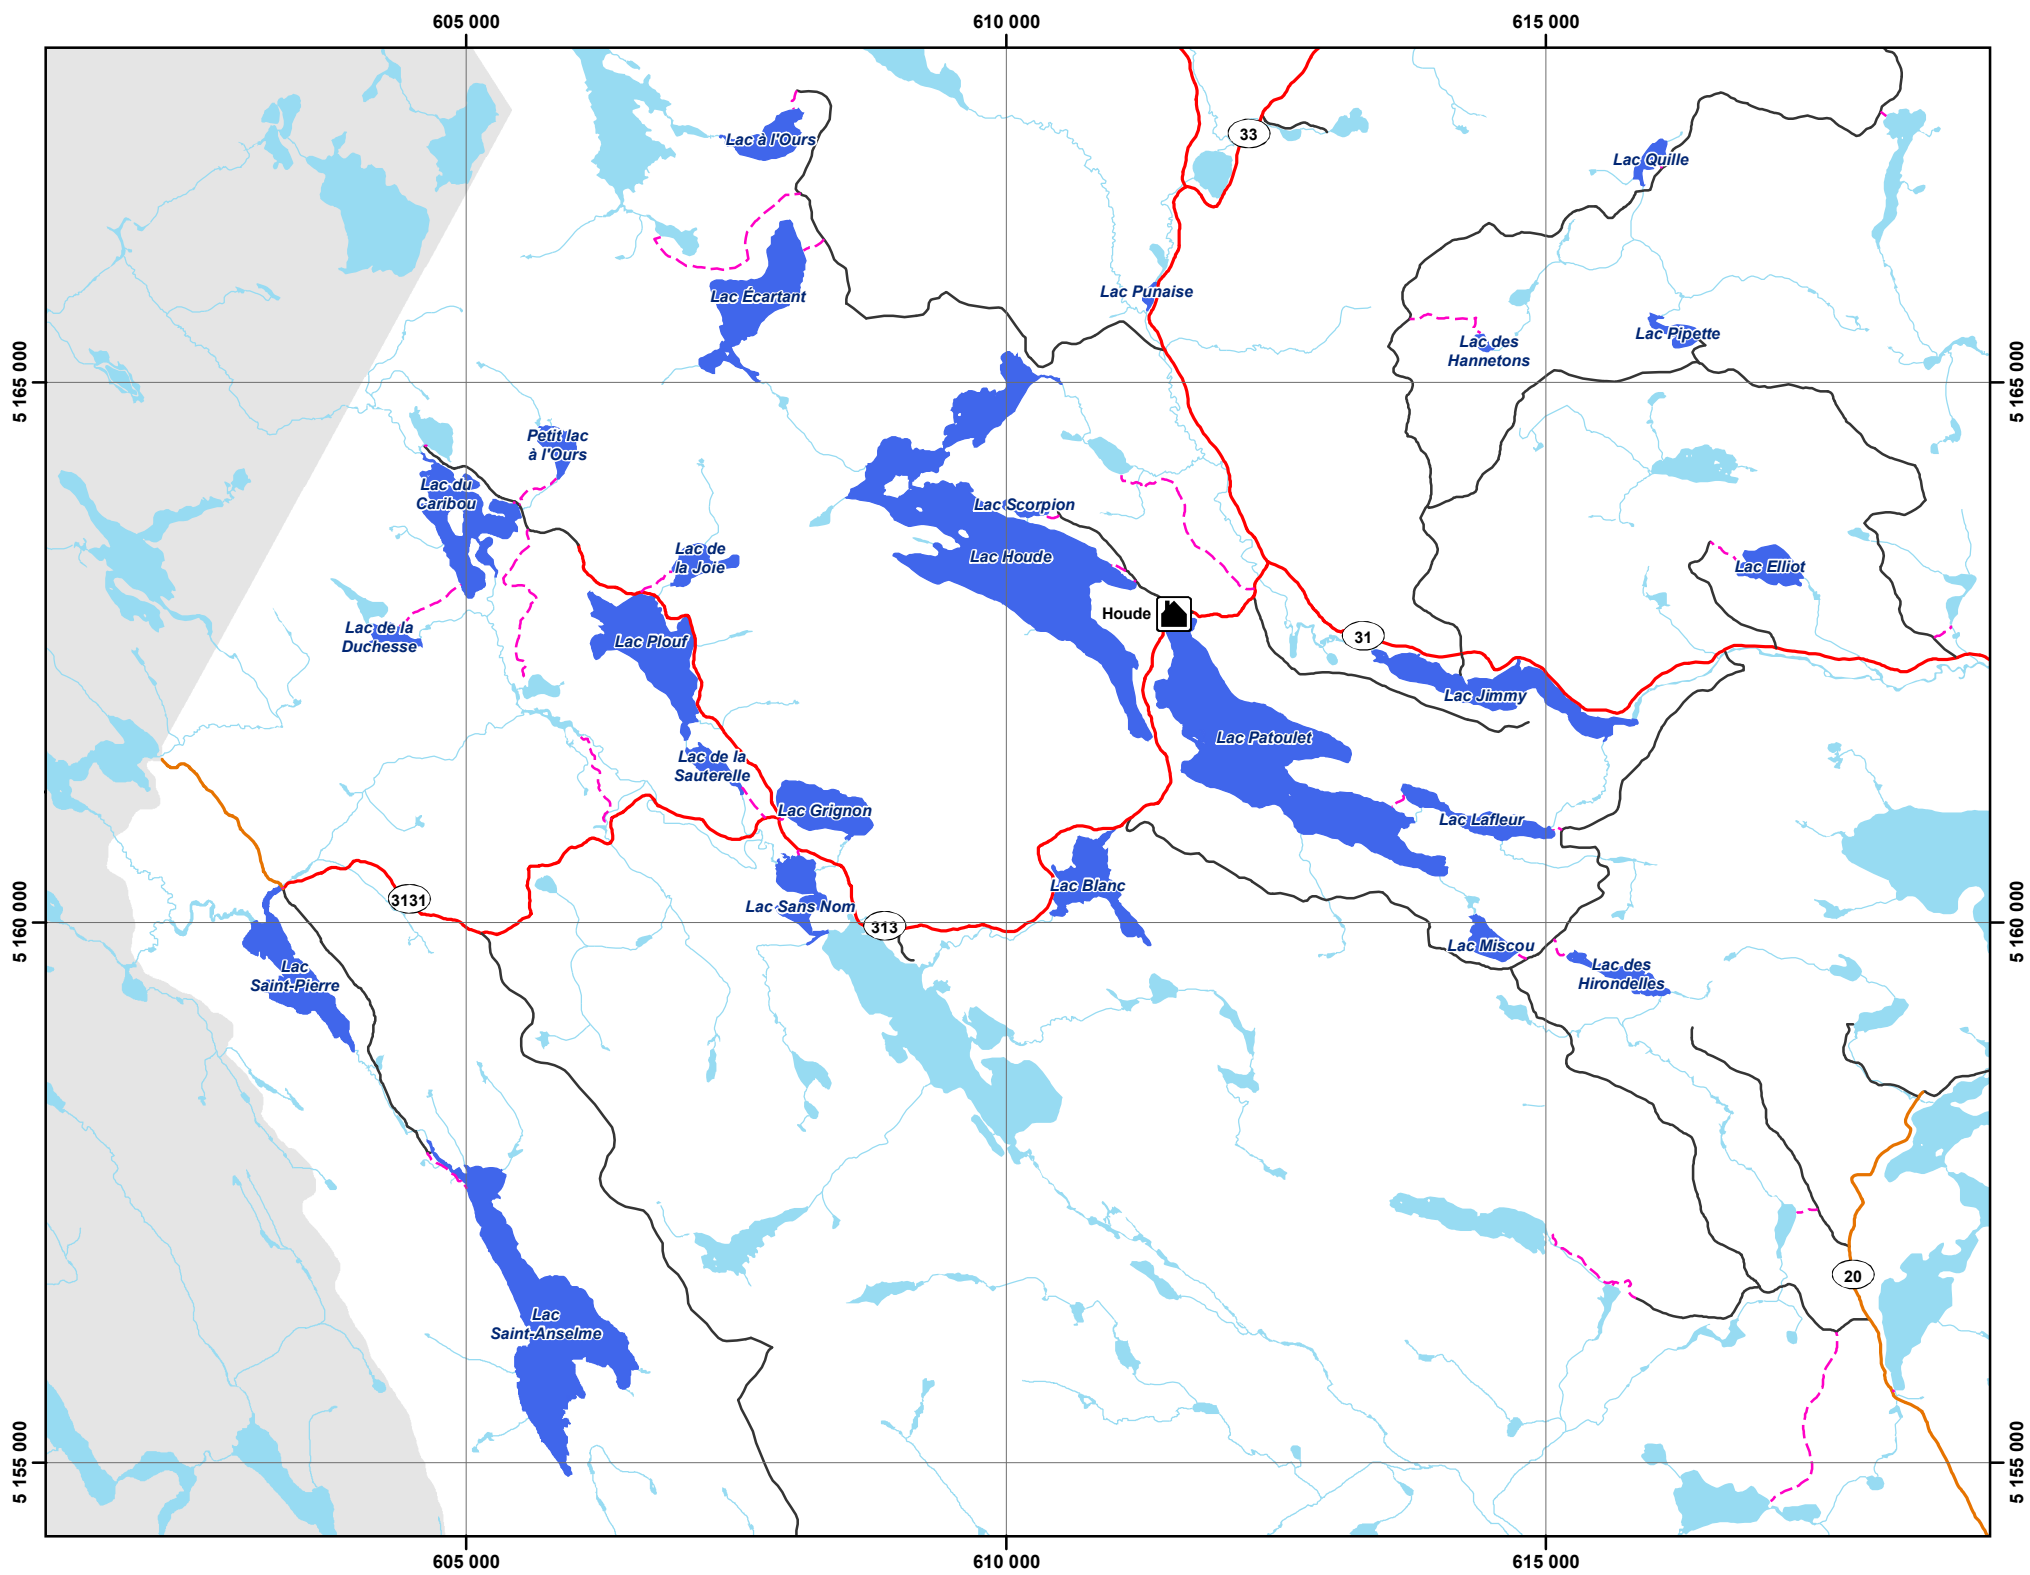 605 000
610 000
615 000
Lac à l'Ours
33
Lac Quille
Lac Écartant
Lac Punaise
Lac des
Hannetons
Lac Pipette
5 165 000
5 165 000
Petit lac
à l'Ours
Lac du
Caribou
Lac Scorpion
Lac de
la Joie
Lac Houde
Lac Elliot
Houde
Lac de la
Duchesse
Lac Plouf
31
Lac Jimmy
Lac Patoulet
Lac de la
Sauterelle
Lac Grignon
Lac Lafleur
Lac Blanc
3131
Lac Sans Nom
313
5 160 000
5 160 000
Lac Miscou
Lac
Saint-Pierre
Lac des
Hirondelles
20
Lac
Saint-Anselme
5 155 000
5 155 000
605 000
610 000
615 000